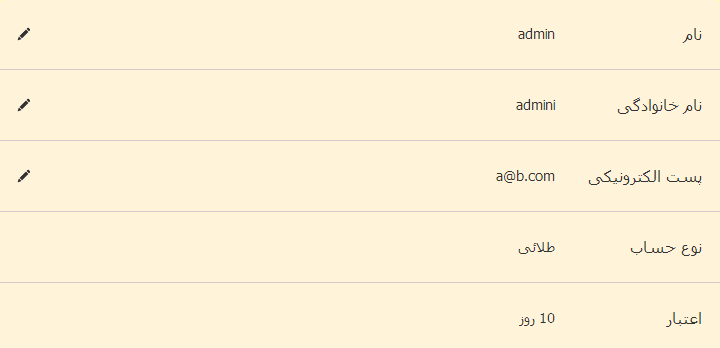 نام admin
نام خانوادگی admini
پست الکترونیکی a@b.com
نوع حساب طلائی
اعتبار 10 روز